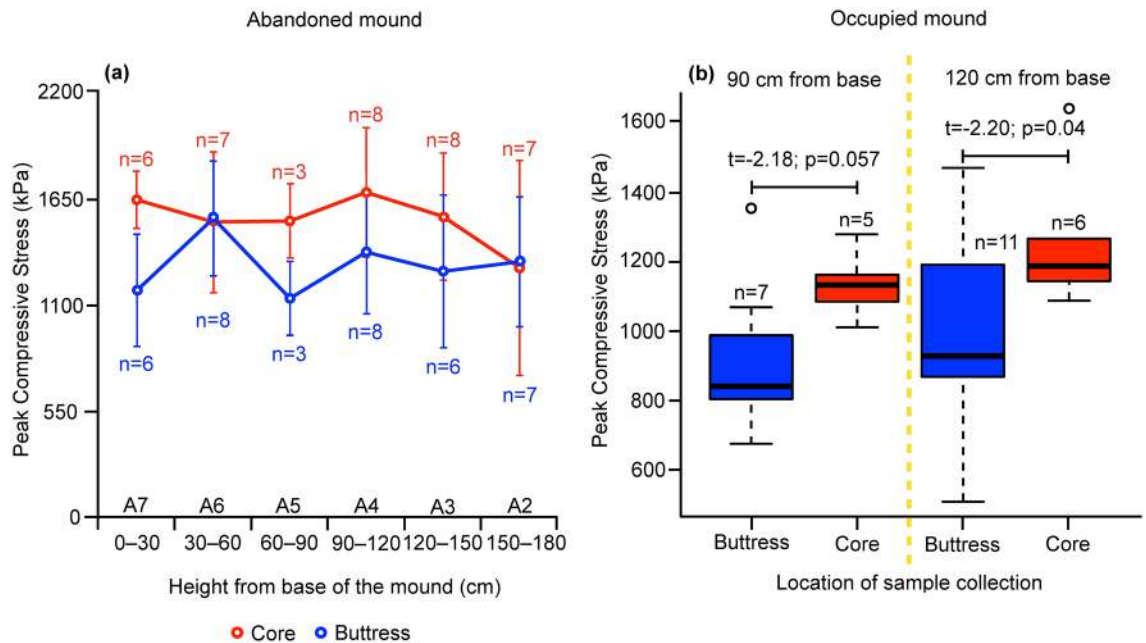 Abandoned mound
(a)
Peak Compressive Stress (kPa)
2200
1650
1100
550
0
n=6
n=7
n=3
n=8
n=8
n=7
n=6
n=8
n=3
n=8
n=6
n=7
A7
A6
A5
A4
A3
A2
0–30
30–60
60–90
90–120
120–150
150–180
Height from base of the mound (cm)
Core
Buttress
Occupied mound
(b)
90 cm from base
120 cm from base
Peak Compressive Stress (kPa)
1600
1400
1200
1000
800
600
t=-2.18; p=0.057
t=-2.20; p=0.04
n=7
n=5
n=11
n=6
Buttress
Core
Buttress
Core
Location of sample collection